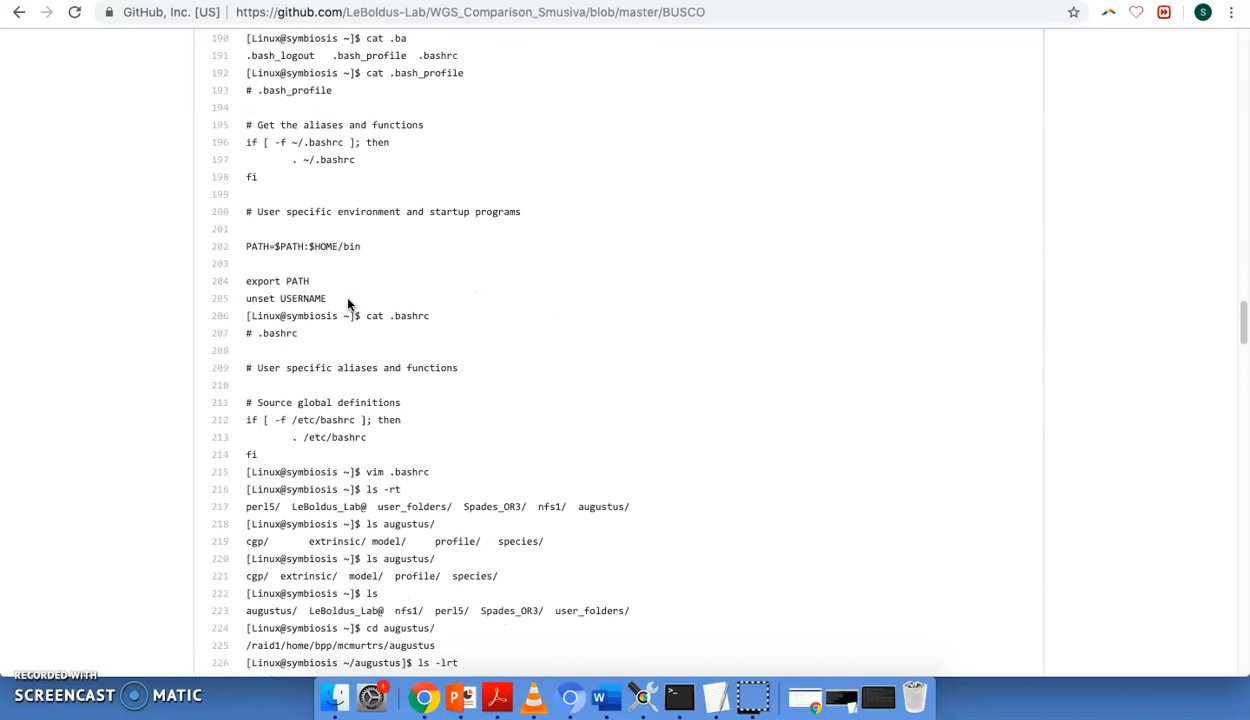 GitHub, Inc. [US] | https://github.com/LeBoldus-Lab/WGS_Comparison_Smusiva/blob/master/BUSCO
S
190 [Linux@symbiosis ~]$ cat .ba
191 .bash_logout .bash_profile .bashrc
192 [Linux@symbiosis ~]$ cat .bash_profile
193 # .bash_profile
194
195 # Get the aliases and functions
196 if [ -f ~/.bashrc ]; then
197 . ~/.bashrc
198 fi
199
200 # User specific environment and startup programs
201
202 PATH=$PATH:$HOME/bin
203
204 export PATH
205 unset USERNAME
206 [Linux@symbiosis ~]$ cat .bashrc
207 # .bashrc
208
209 # User specific aliases and functions
210
211 # Source global definitions
212 if [ -f /etc/bashrc ]; then
213 . /etc/bashrc
214 fi
215 [Linux@symbiosis ~]$ vim .bashrc
216 [Linux@symbiosis ~]$ ls -rt
217 perl5/ LeBoldus_Lab@ user_folders/ Spades_OR3/ nfs1/ augustus/
218 [Linux@symbiosis ~]$ ls augustus/
219 cgp/ extrinsic/ model/ profile/ species/
220 [Linux@symbiosis ~]$ ls augustus/
221 cgp/ extrinsic/ model/ profile/ species/
222 [Linux@symbiosis ~]$ ls
223 augustus/ LeBoldus_Lab@ nfs1/ perl5/ Spades_OR3/ user_folders/
224 [Linux@symbiosis ~]$ cd augustus/
225 /raid1/home/bpp/mcmurtrs/augustus
226 [Linux@symbiosis ~/augustus]$ ls -lrt
RECORDED WITH
SCREENCAST MATIC
1